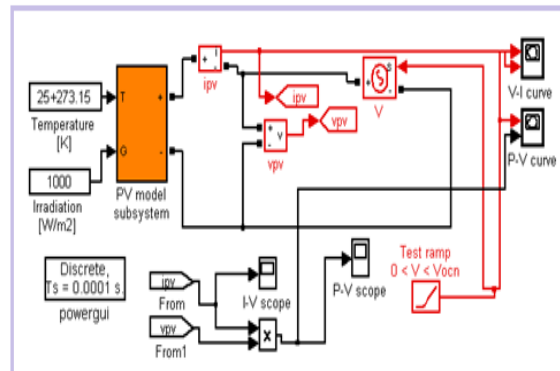 25+273.15
Temperature
[K]
1000
Irradiation
[W/m2]
T
G
+
-
PV model
subsystem
+
i
-
ipv
ipv
+
v
-
vpv
vpv
s
+
-
V
V-I curve
P-V curve
Discrete,
Ts = 0.0001 s.
powergui
ipv
From
vpv
From1
I-V scope
x
P-V scope
Test ramp
0 < V < Vocn